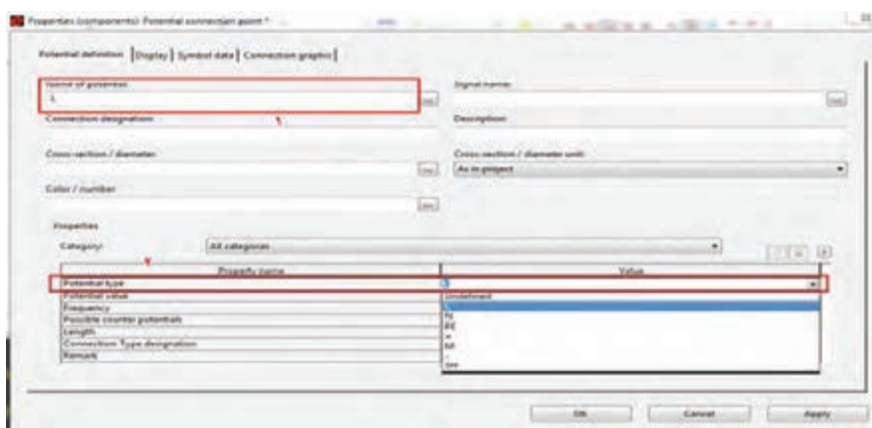 Properties (components): Potential connection point *
Potential definition Display Symbol data Connection graphic
Name of potential: Signal name:
L
Connection designation: Description:
۱
Cross-section / diameter: Cross-section / diameter unit:
As in project
Color / number:
Properties
Category: All categories
۲
Property name Value
Potential type
Potential value Undefined
Frequency L
Possible counter potentials N
PE
Length +
Connection Type designation M
Remark -
OK Cancel Apply